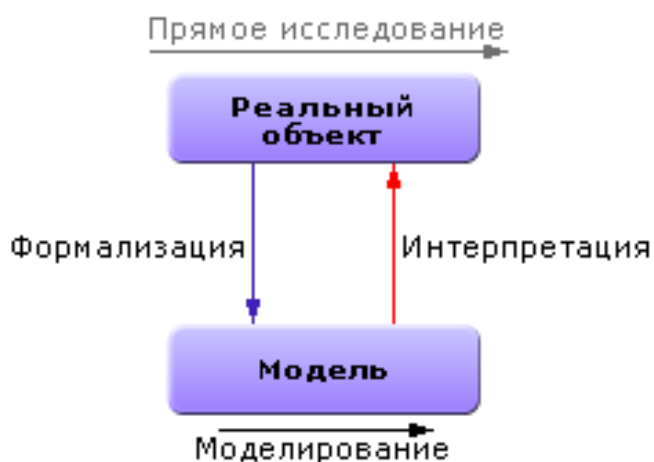 Прямое исследование
Реальный
объект
Формализация
Интерпретация
Модель
Моделирование